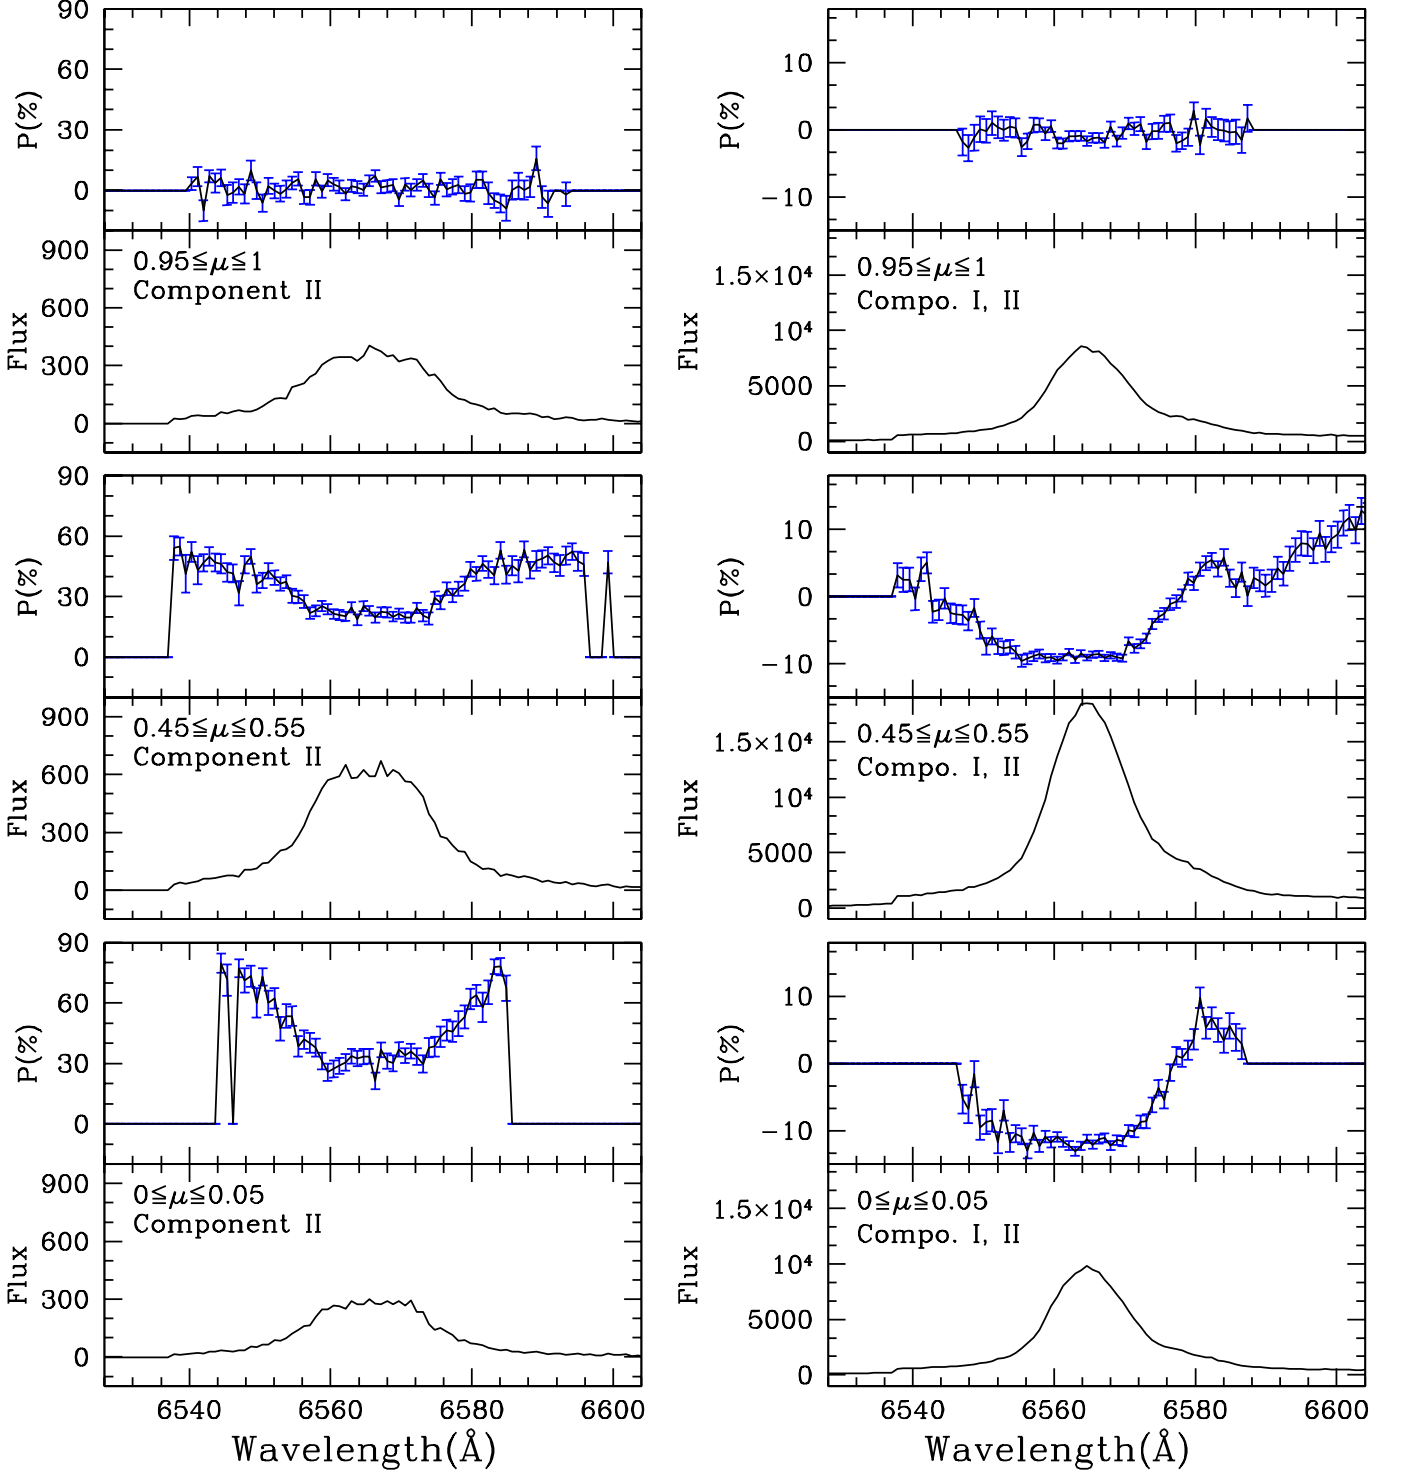 90
60
30
0
P(%)
900
600
300
0
Flux
0.95≦μ≦1
Component II
10
0
−10
P(%)
1.5×10⁴
10⁴
5000
0
Flux
0.95≦μ≦1
Compo. I, II
90
60
30
0
P(%)
900
600
300
0
Flux
0.45≦μ≦0.55
Component II
10
0
−10
P(%)
1.5×10⁴
10⁴
5000
0
Flux
0.45≦μ≦0.55
Compo. I, II
90
60
30
0
P(%)
900
600
300
0
Flux
0≦μ≦0.05
Component II
6540 6560 6580 6600
Wavelength(Å)
10
0
−10
P(%)
1.5×10⁴
10⁴
5000
0
Flux
0≦μ≦0.05
Compo. I, II
6540 6560 6580 6600
Wavelength(Å)